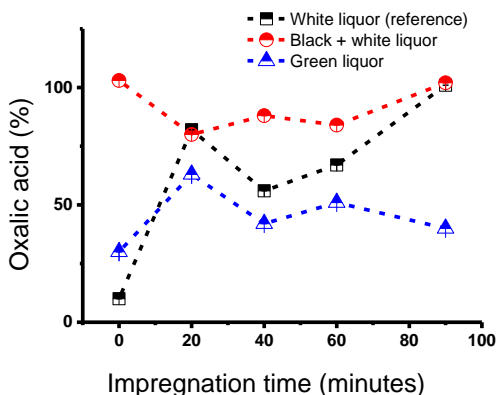 White liquor (reference)
Black + white liquor
Green liquor
100
50
0
Oxalic acid (%)
0 20 40 60 80 100
Impregnation time (minutes)